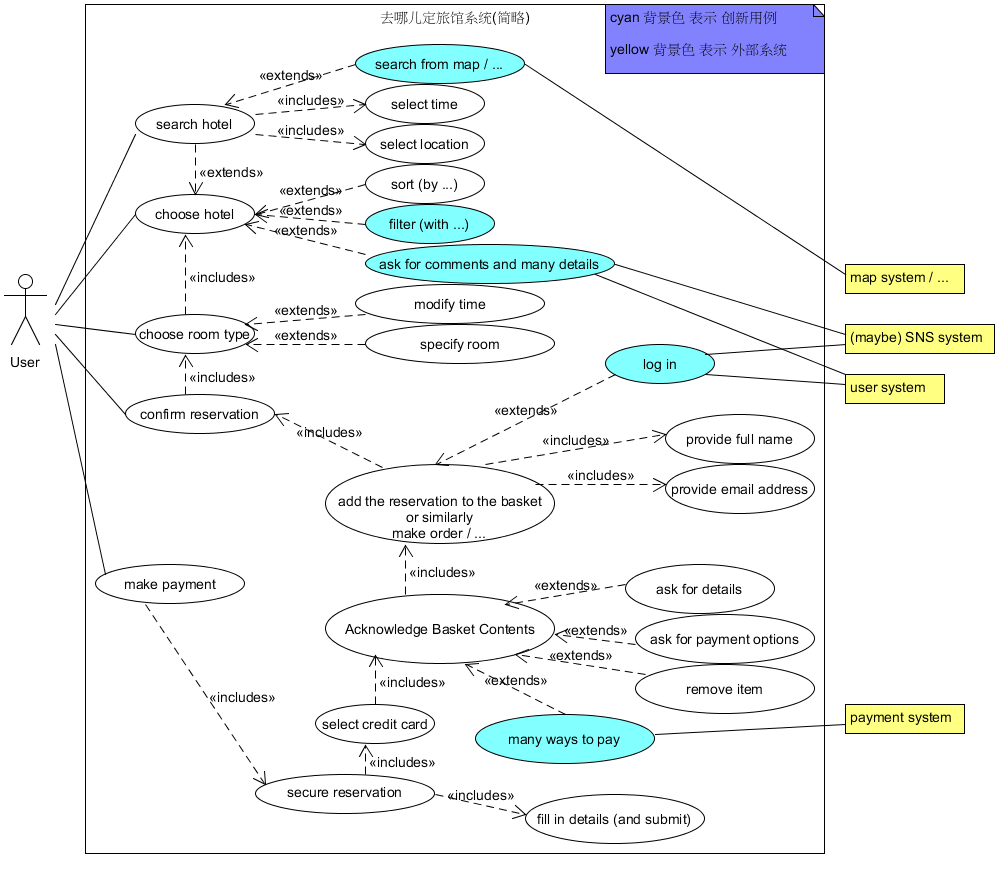 去哪儿定旅馆系统(简略)
cyan 背景色 表示 创新用例
yellow 背景色 表示 外部系统
search from map / ...
«extends»
«includes»
select time
search hotel
«includes»
select location
«extends»
sort (by ...)
«extends»
choose hotel
«extends»
filter (with ...)
«extends»
ask for comments and many details
«includes»
map system / ...
modify time
«extends»
choose room type
«extends»
specify room
(maybe) SNS system
User
log in
«includes»
user system
confirm reservation
«extends»
«includes»
«includes»
provide full name
«includes»
provide email address
add the reservation to the basket
or similarly
make order / ...
«includes»
make payment
«extends»
ask for details
Acknowledge Basket Contents
«extends»
ask for payment options
«extends»
remove item
«includes»
«extends»
«includes»
select credit card
payment system
many ways to pay
«includes»
secure reservation
«includes»
fill in details (and submit)